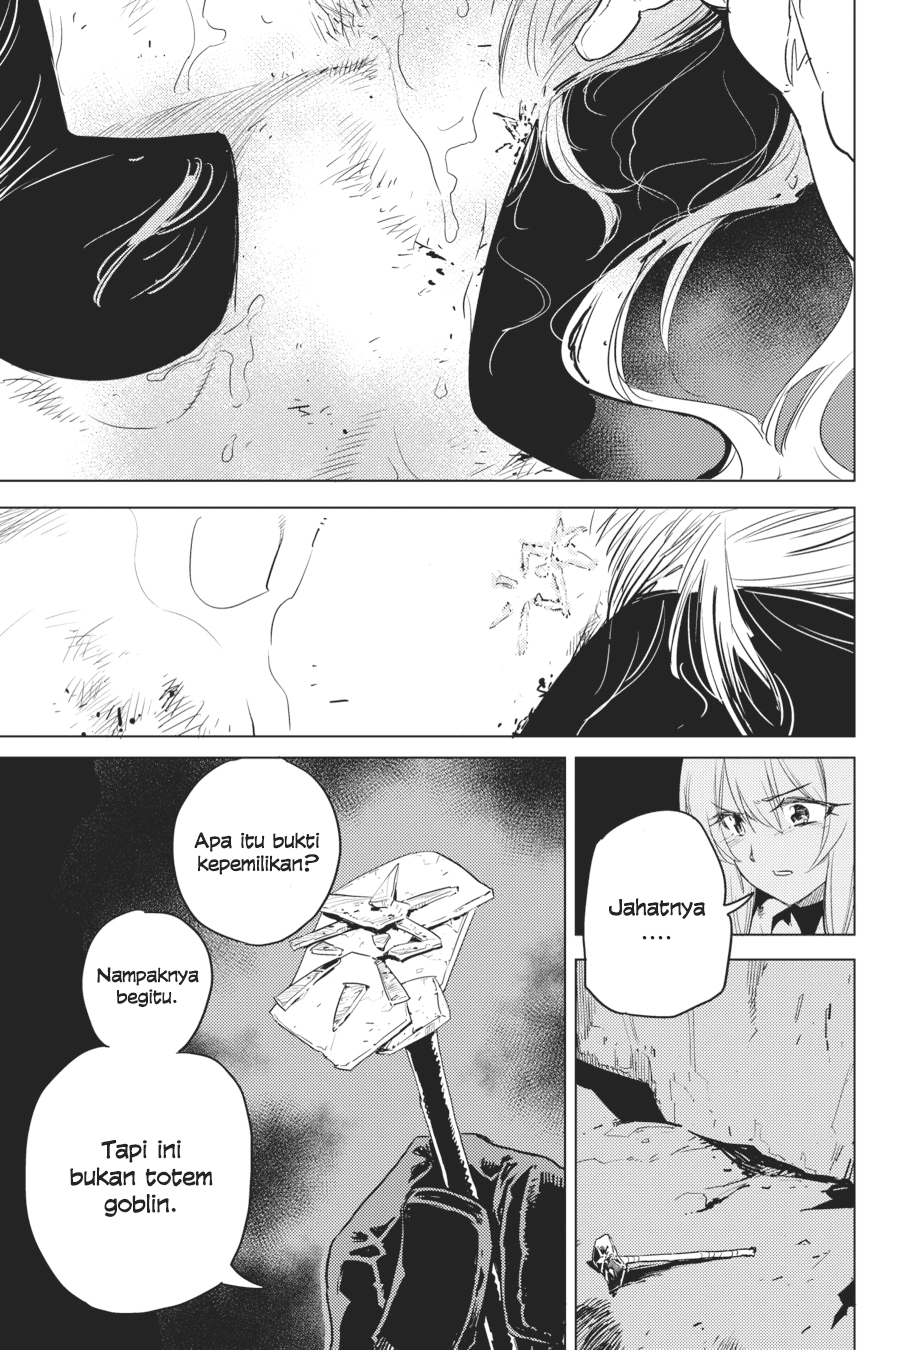 Jahatnya
....
Apa itu bukti
kepemilikan?
Nampaknya
begitu.
Tapi ini
bukan totem
goblin.